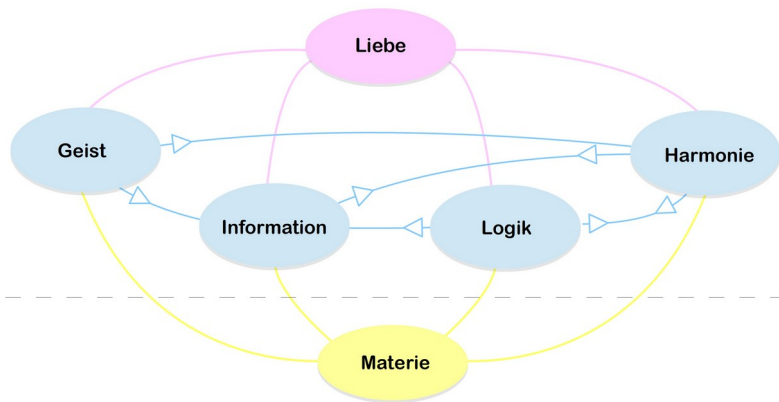 Liebe
Geist
Harmonie
Information
Logik
Materie